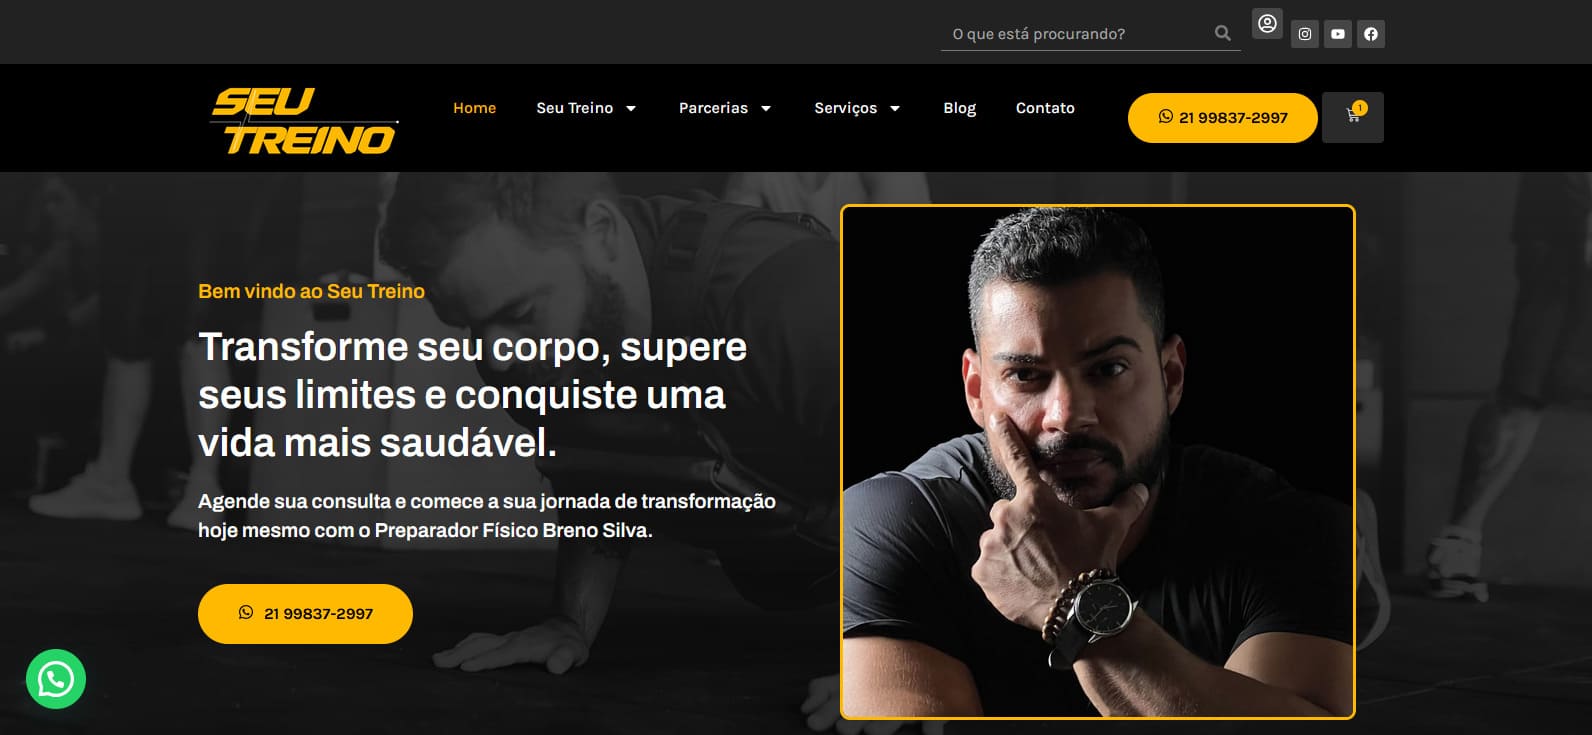 O que está procurando?
SEU
TREINO
Home
Seu Treino
Parcerias
Serviços
Blog
Contato
21 99837-2997
1
Bem vindo ao Seu Treino
Transforme seu corpo, supere
seus limites e conquiste uma
vida mais saudável.
Agende sua consulta e comece a sua jornada de transformação
hoje mesmo com o Preparador Físico Breno Silva.
21 99837-2997